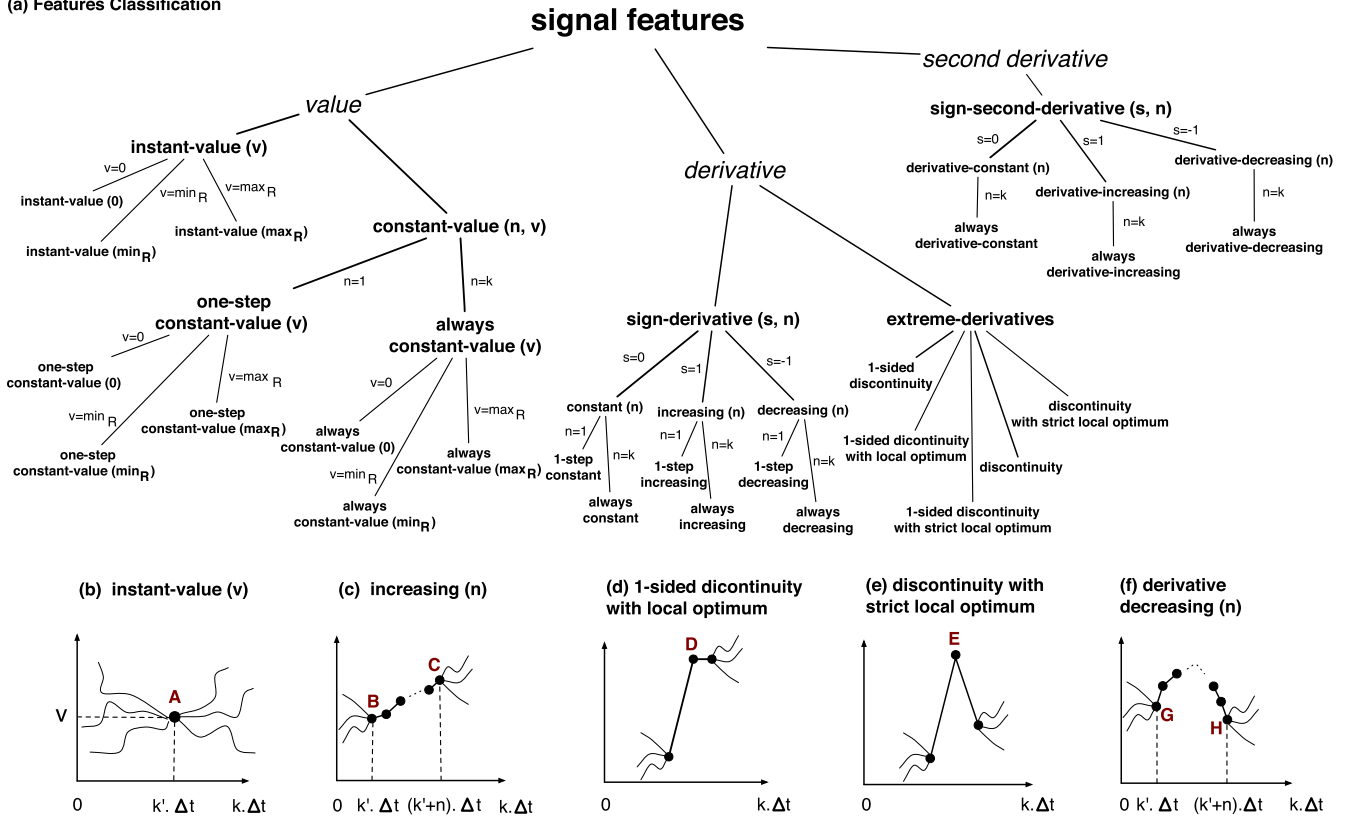 (a) Features Classification
signal features
value
instant-value (v)
v=0
v=min R
v=max R
instant-value (0)
instant-value (max R)
instant-value (min R)
constant-value (n, v)
n=1
n=k
one-step
constant-value (v)
v=0
v=min R
v=max R
one-step
constant-value (0)
one-step
constant-value (max R)
one-step
constant-value (min R)
always
constant-value (v)
v=0
v=min R
v=max R
always
constant-value (0)
always
constant-value (max R)
always
constant-value (min R)
derivative
sign-derivative (s, n)
s=0
s=1
s=-1
constant (n)
n=1
n=k
1-step
constant
always
constant
increasing (n)
n=1
n=k
1-step
increasing
always
increasing
decreasing (n)
n=1
n=k
1-step
decreasing
always
decreasing
extreme-derivatives
1-sided
discontinuity
1-sided dicontinuity
with local optimum
1-sided discontinuity
with strict local optimum
discontinuity
discontinuity
with strict local optimum
second derivative
sign-second-derivative (s, n)
s=0
s=1
s=-1
derivative-constant (n)
n=k
always
derivative-constant
derivative-increasing (n)
n=k
always
derivative-increasing
derivative-decreasing (n)
n=k
always
derivative-decreasing
(b) instant-value (v)
A
V
0 k'. Δt k. Δt
(c) increasing (n)
B
C
0 k'. Δt (k'+n). Δt k. Δt
(d) 1-sided dicontinuity
with local optimum
D
0 k. Δt
(e) discontinuity with
strict local optimum
E
0 k. Δt
(f) derivative
decreasing (n)
G
H
0 k'. Δt (k'+n). Δt k. Δt